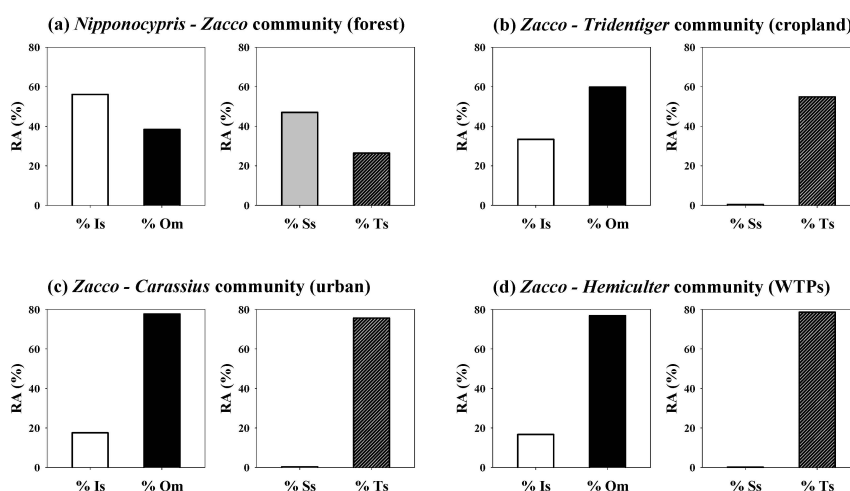 (a) Nipponocypris - Zacco community (forest)
80
60
40
20
0
RA (%)
% Is % Om
80
60
40
20
0
RA (%)
% Ss % Ts
(b) Zacco - Tridentiger community (cropland)
80
60
40
20
0
RA (%)
% Is % Om
80
60
40
20
0
RA (%)
% Ss % Ts
(c) Zacco - Carassius community (urban)
80
60
40
20
0
RA (%)
% Is % Om
80
60
40
20
0
RA (%)
% Ss % Ts
(d) Zacco - Hemiculter community (WTPs)
80
60
40
20
0
RA (%)
% Is % Om
80
60
40
20
0
RA (%)
% Ss % Ts